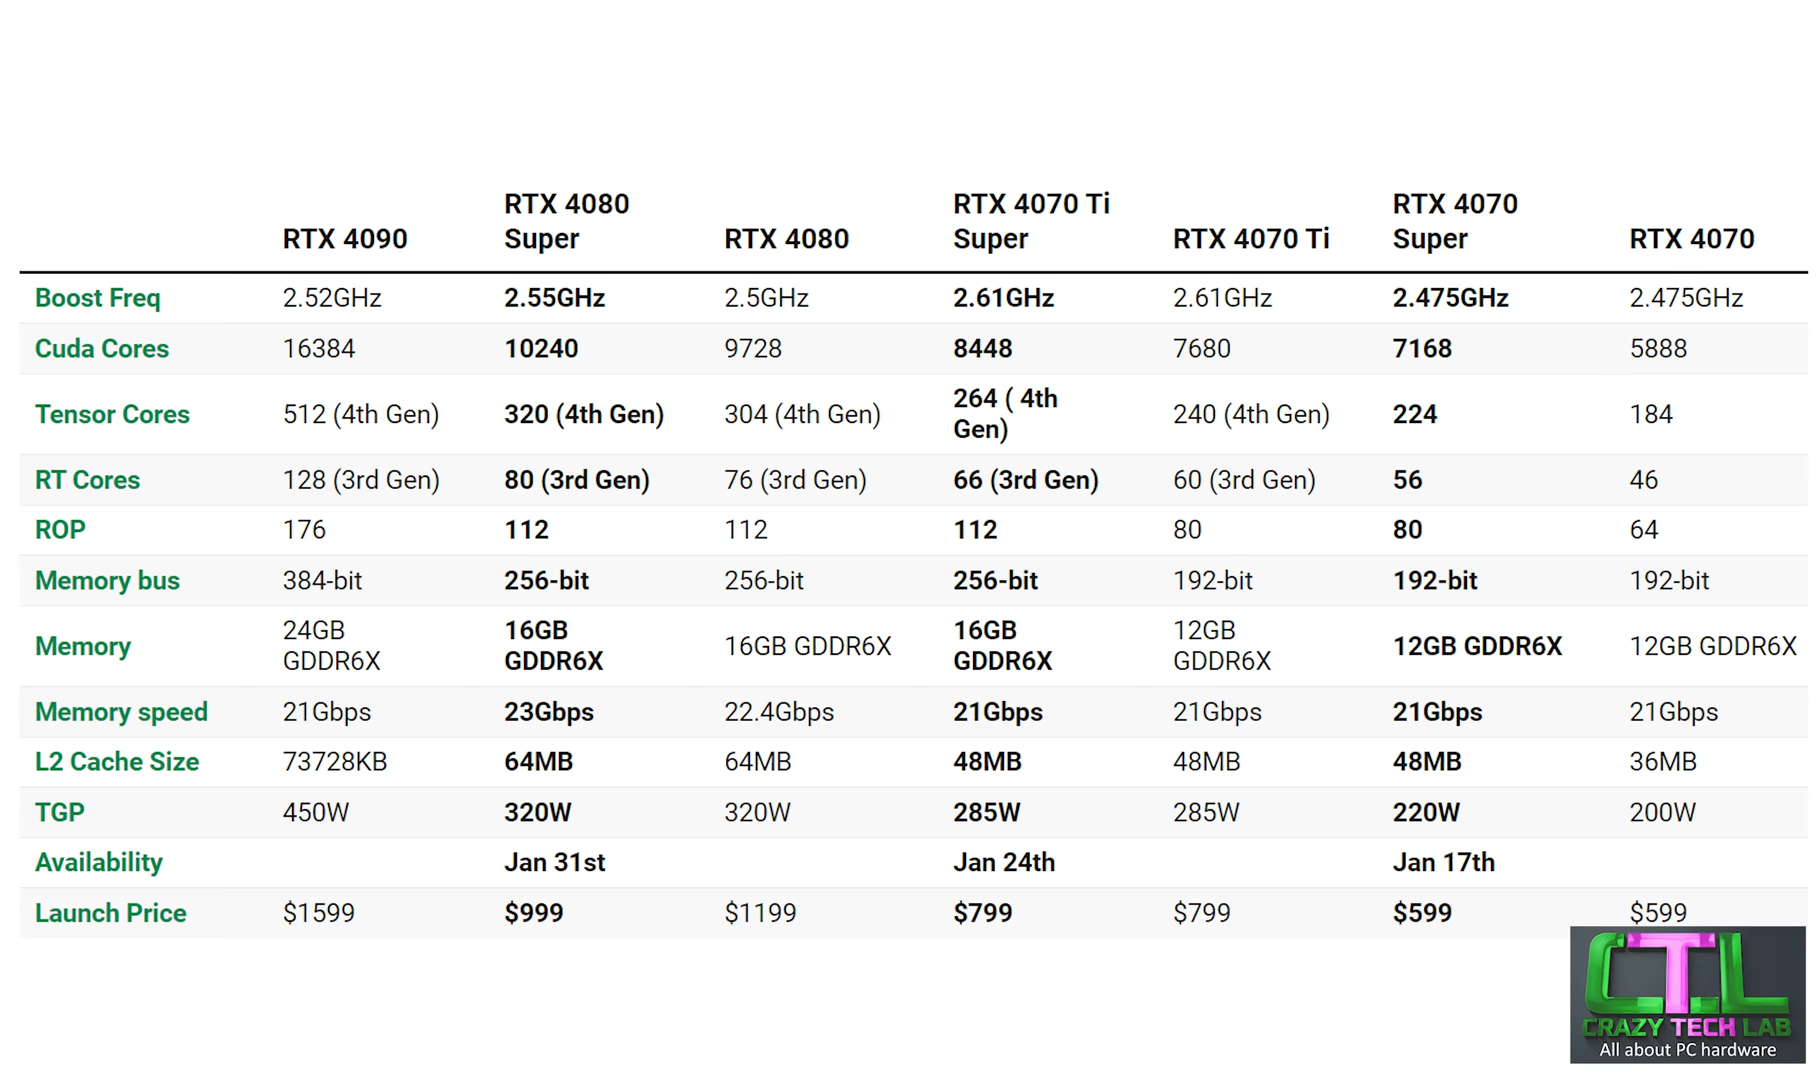 RTX 4090 RTX 4080 Super RTX 4080 RTX 4070 Ti Super RTX 4070 Ti RTX 4070 Super RTX 4070
Boost Freq 2.52GHz 2.55GHz 2.5GHz 2.61GHz 2.61GHz 2.475GHz 2.475GHz
Cuda Cores 16384 10240 9728 8448 7680 7168 5888
Tensor Cores 512 (4th Gen) 320 (4th Gen) 304 (4th Gen) 264 ( 4th Gen) 240 (4th Gen) 224 184
RT Cores 128 (3rd Gen) 80 (3rd Gen) 76 (3rd Gen) 66 (3rd Gen) 60 (3rd Gen) 56 46
ROP 176 112 112 112 80 80 64
Memory bus 384-bit 256-bit 256-bit 256-bit 192-bit 192-bit 192-bit
Memory 24GB GDDR6X 16GB GDDR6X 16GB GDDR6X 16GB GDDR6X 12GB GDDR6X 12GB GDDR6X 12GB GDDR6X
Memory speed 21Gbps 23Gbps 22.4Gbps 21Gbps 21Gbps 21Gbps 21Gbps
L2 Cache Size 73728KB 64MB 64MB 48MB 48MB 48MB 36MB
TGP 450W 320W 320W 285W 285W 220W 200W
Availability Jan 31st Jan 24th Jan 17th
Launch Price $1599 $999 $1199 $799 $799 $599 $599
CTL
CRAZY TECH LAB
All about PC hardware